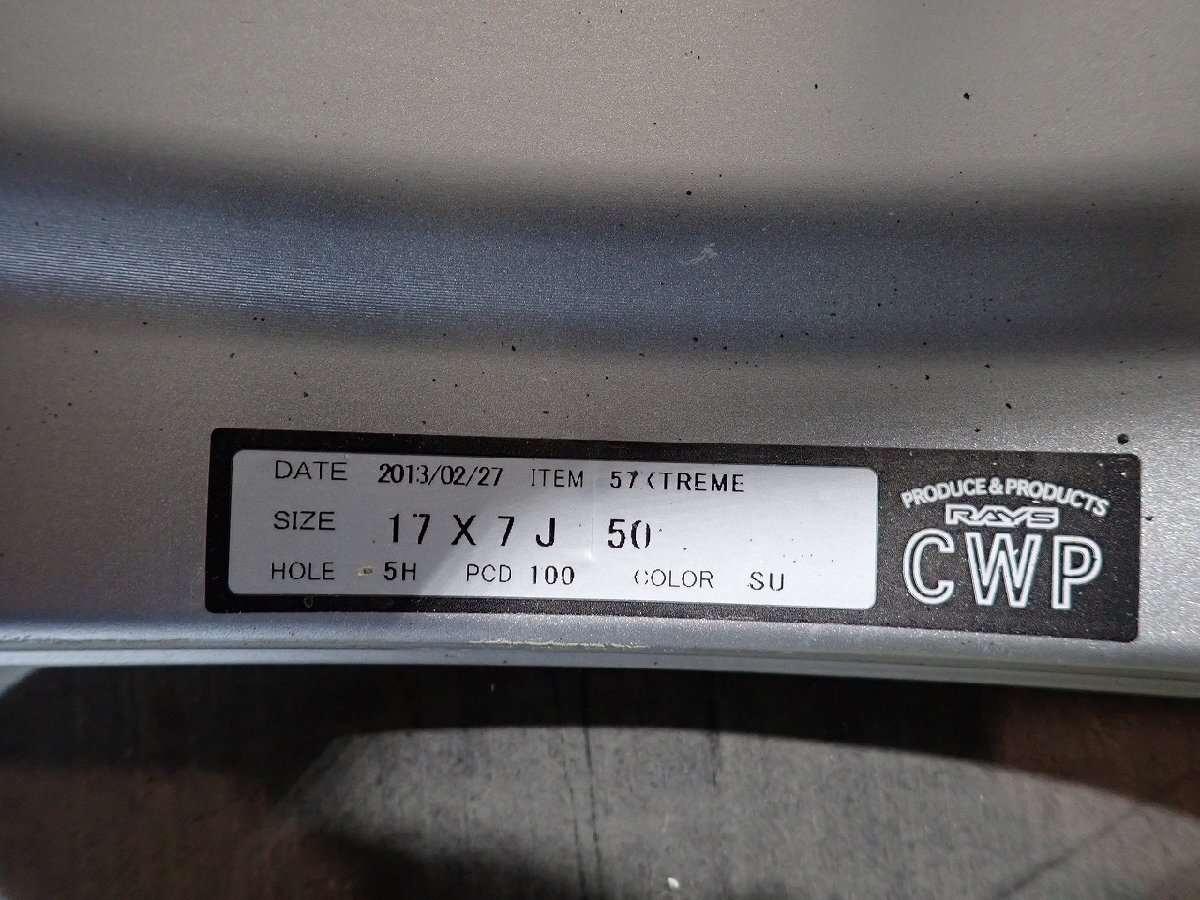 DATE 2013/02/27 ITEM 57XTREME
SIZE 17 X 7 J 50
HOLE 5H PCD 100 COLOR SU
PRODUCE & PRODUCTS
RAYS
CWP